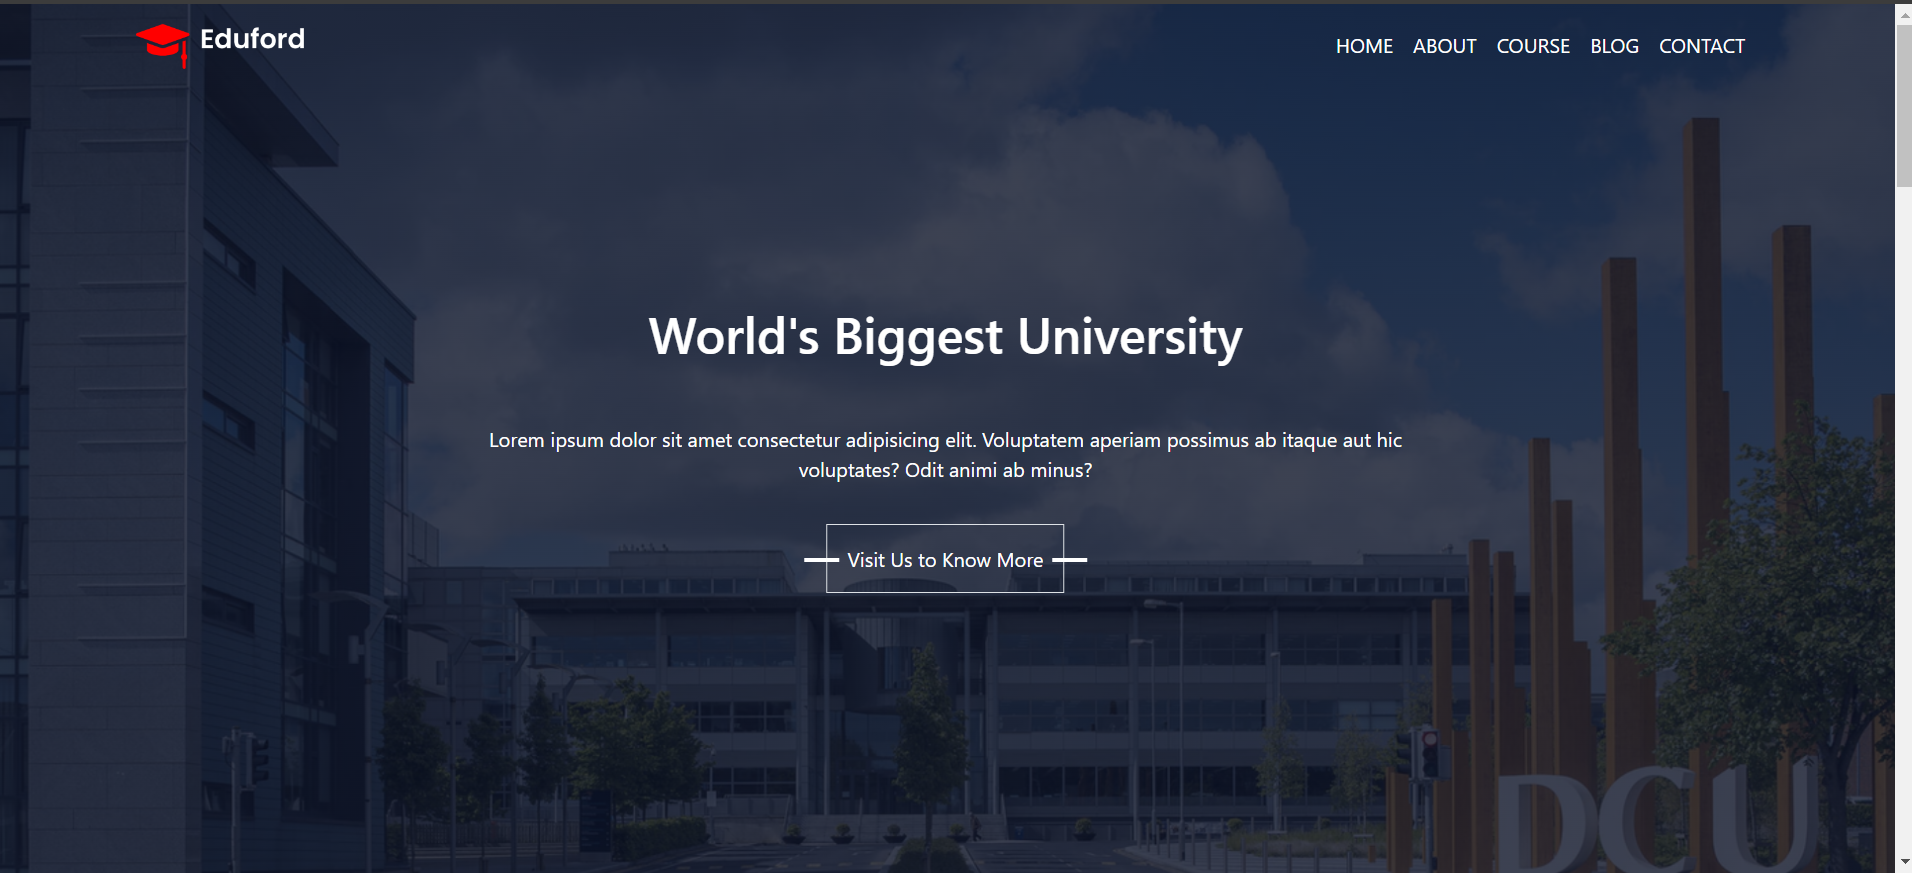 Eduford
HOME ABOUT COURSE BLOG CONTACT
World's Biggest University
Lorem ipsum dolor sit amet consectetur adipisicing elit. Voluptatem aperiam possimus ab itaque aut hic
voluptates? Odit animi ab minus?
Visit Us to Know More
DCU